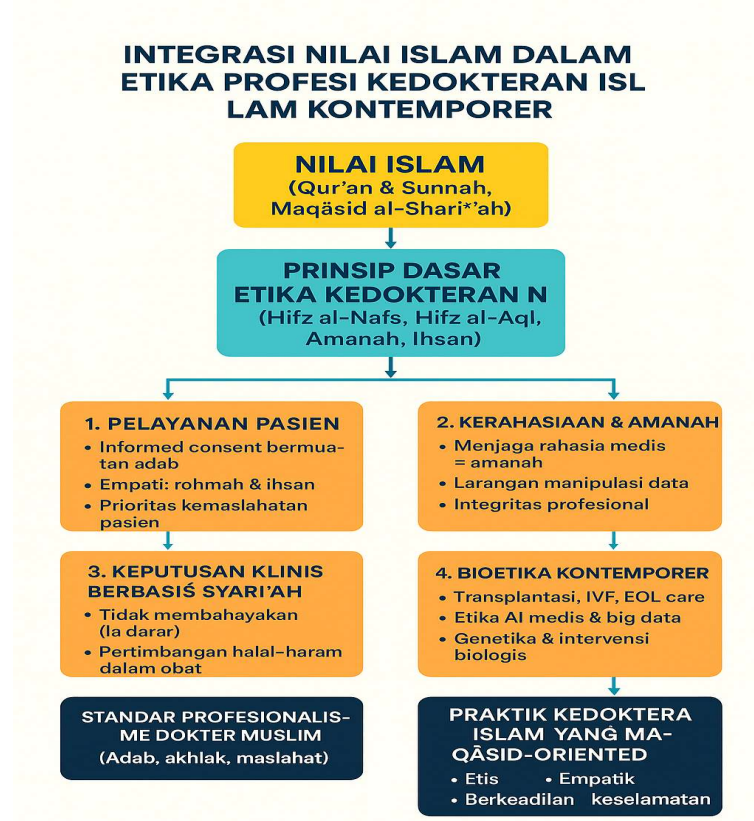 INTEGRASI NILAI ISLAM DALAM
ETIKA PROFESI KEDOKTERAN ISL
LAM KONTEMPORER
NILAI ISLAM
(Qur’an & Sunnah,
Maqäsid al–Shari*’ah)
PRINSIP DASAR
ETIKA KEDOKTERAN N
(Hifz al–Nafs, Hifz al–Aql,
Amanah, Ihsan)
1. PELAYANAN PASIEN
• Informed consent bermua-
tan adab
• Empati: rohmah & ihsan
• Prioritas kemaslahatan
pasien
2. KERAHASIAAN & AMANAH
• Menjaga rahasia medis
= amanah
• Larangan manipulasi data
• Integritas profesional
3. KEPUTUSAN KLINIS
BERBASIŚ SYARI’AH
• Tidak membahayakan
(la darar)
• Pertimbangan halal–haram
dalam obat
4. BIOETIKA KONTEMPORER
• Transplantasi, IVF, EOL care
• Etika AI medis & big data
• Genetika & intervensi
biologis
STANDAR PROFESIONALIS-
ME DOKTER MUSLIM
(Adab, akhlak, maslahat)
PRAKTIK KEDOKTERA
ISLAM YANĠ MA-
QĀSID-ORIENTED
• Etis • Empatik
• Berkeadilan keselamatan